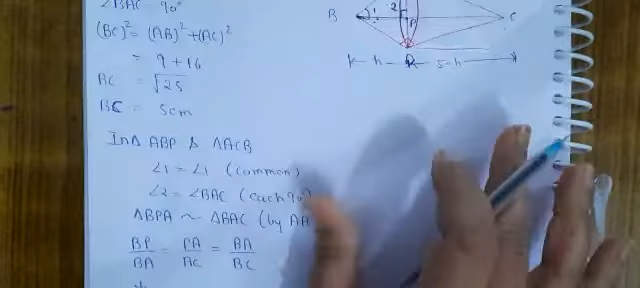 ∠BAC 90°
(BC)² = (AB)² + (AC)²
= 9 + 16
BC = √25
BC = 5cm
In Δ ABP & ΔACB
∠1 = ∠1 (common)
∠2 = ∠BAC (each 90°)
ΔBPA ~ ΔBAC (by AA
BP/BA = PA/AC = BA/BC
B 1 2 P C
h 5-h